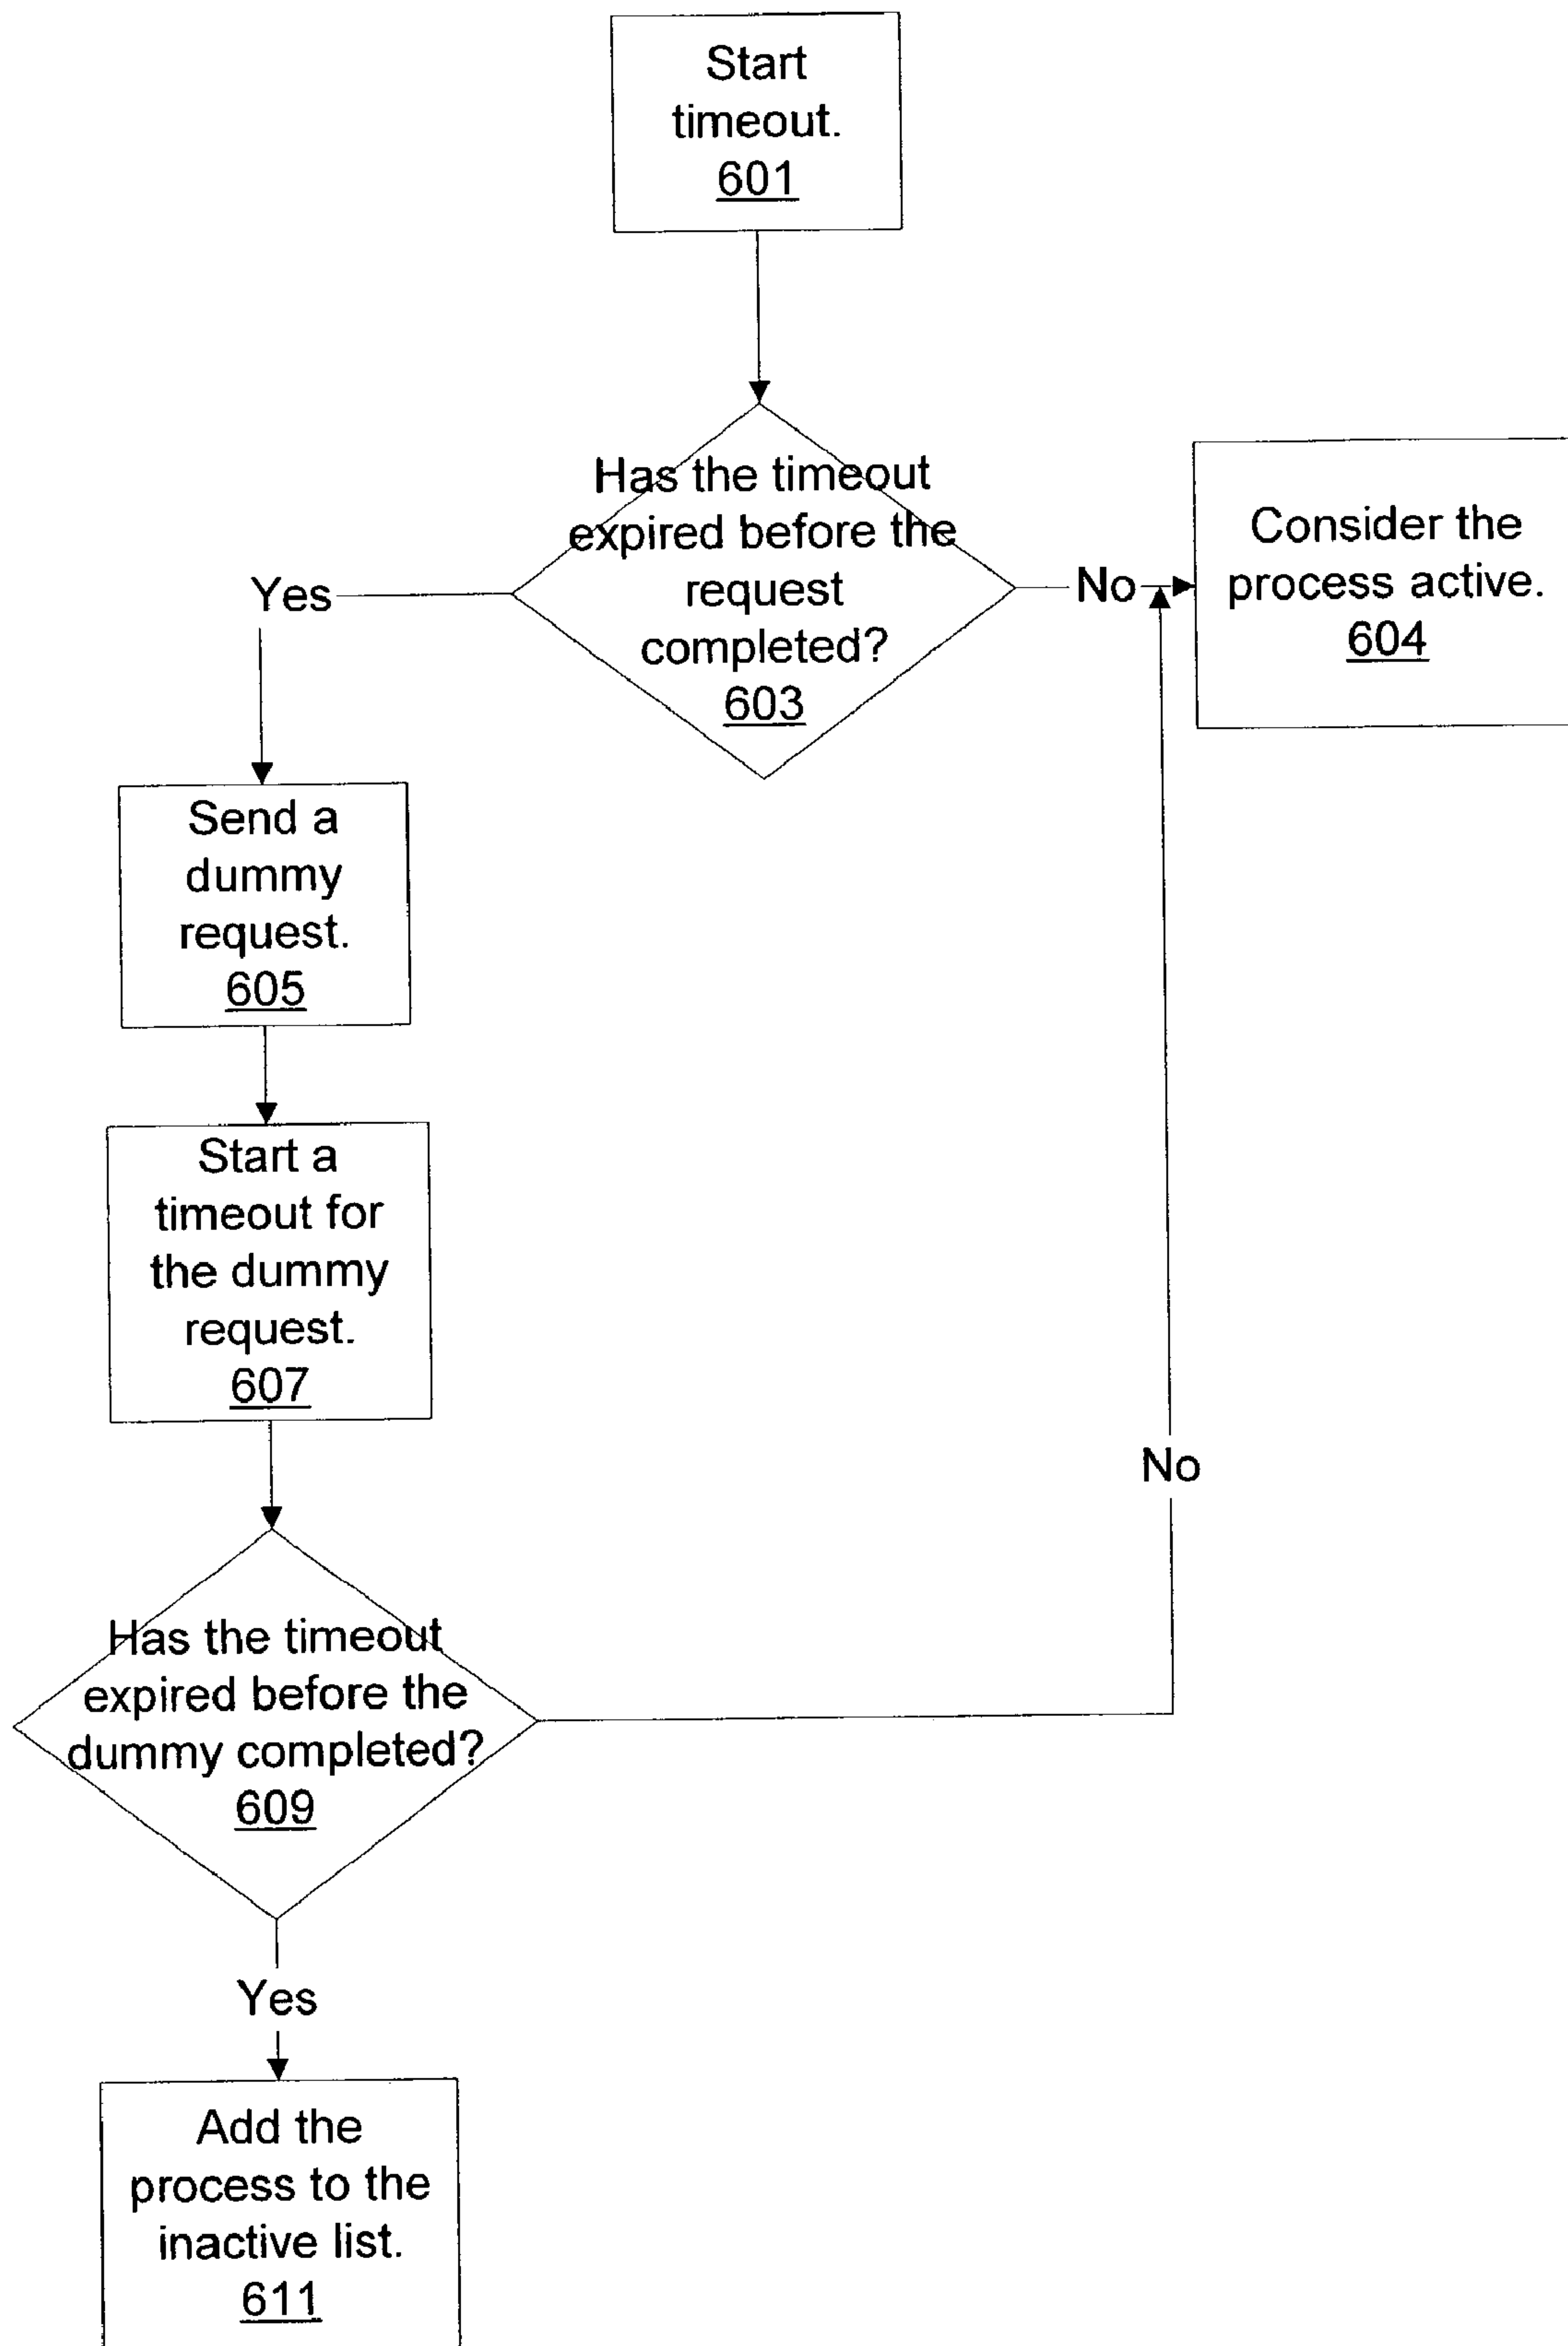 Start
timeout.
601
Has the timeout
expired before the
request
completed?
603
Yes
No
Consider the
process active.
604
Send a
dummy
request.
605
Start a
timeout for
the dummy
request.
607
No
Has the timeout
expired before the
dummy completed?
609
Yes
Add the
process to the
inactive list.
611